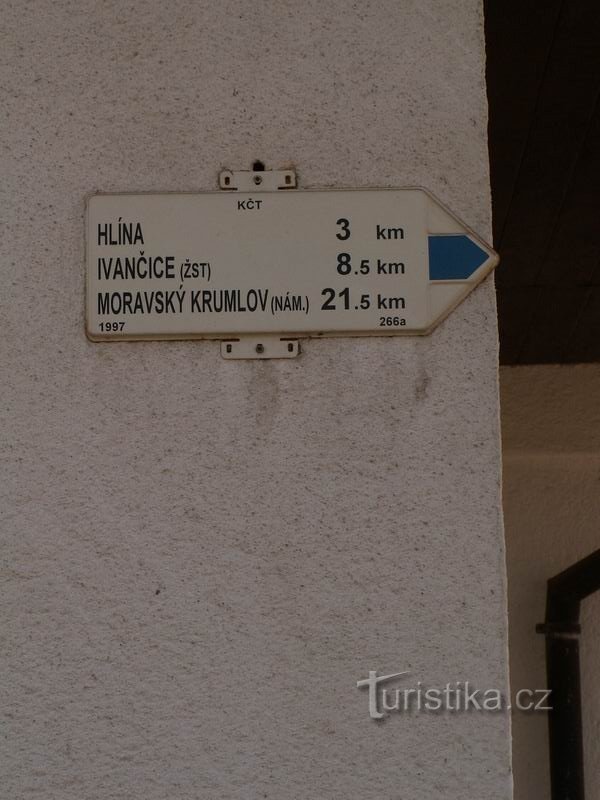 KČT
HLÍNA 3 km
IVANČICE (ŽST) 8.5 km
MORAVSKÝ KRUMLOV (NÁM.) 21.5 km
1997 266a
Turistika.cz